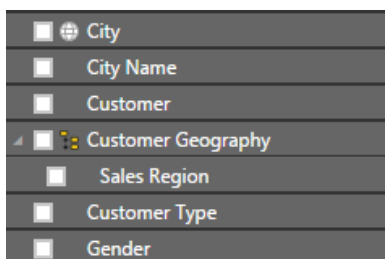 City
City Name
Customer
Customer Geography
Sales Region
Customer Type
Gender